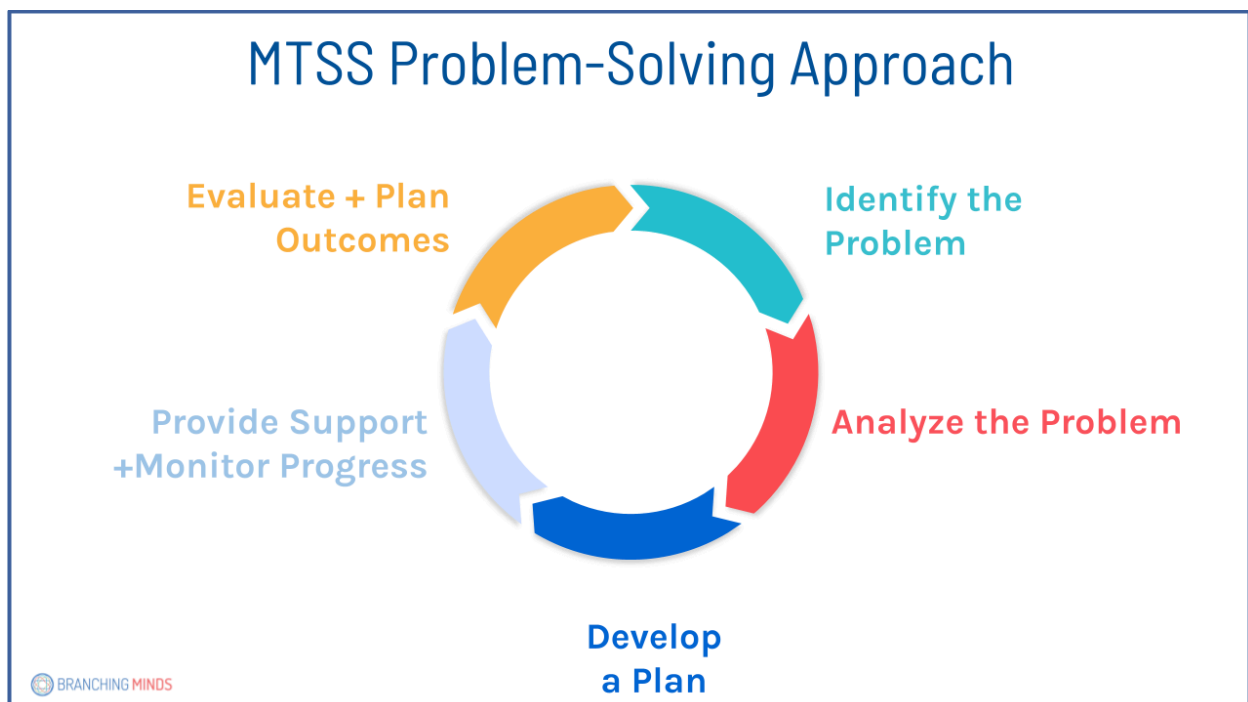 MTSS Problem-Solving Approach
Evaluate + Plan
Outcomes
Identify the
Problem
Provide Support
+Monitor Progress
Analyze the Problem
Develop
a Plan
BRANCHING MINDS